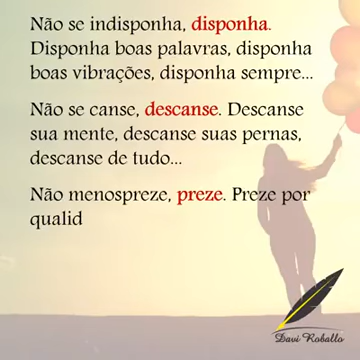 Não se indisponha, disponha.
Disponha boas palavras, disponha
boas vibrações, disponha sempre...
Não se canse, descanse. Descanse
sua mente, descanse suas pernas,
descanse de tudo...
Não menospreze, preze. Preze por
qualid
Davi Roballo